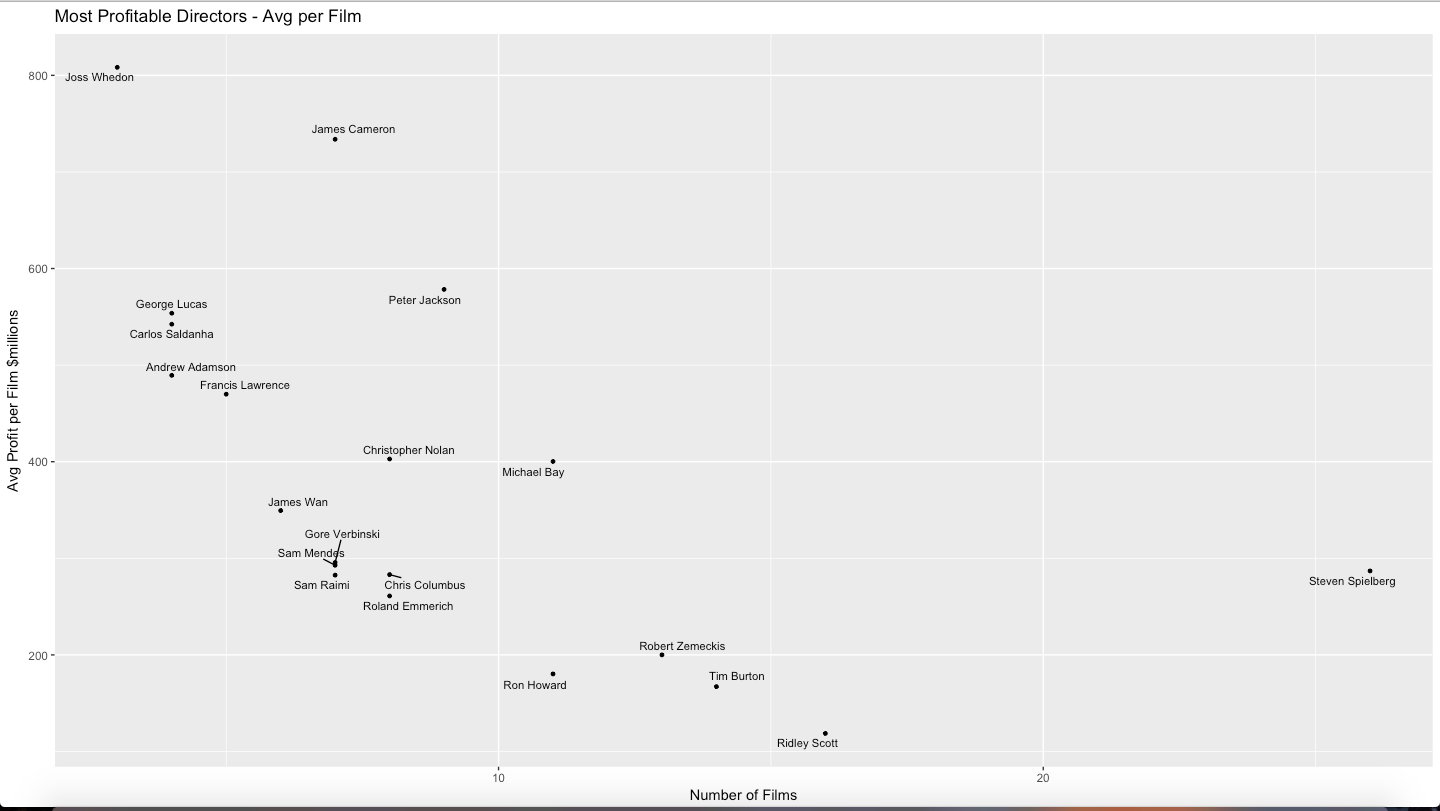 Most Profitable Directors - Avg per Film
Avg Profit per Film $millions
800
600
400
200
Joss Whedon
James Cameron
Peter Jackson
George Lucas
Carlos Saldanha
Andrew Adamson
Francis Lawrence
Christopher Nolan
Michael Bay
James Wan
Gore Verbinski
Sam Mendes
Sam Raimi
Chris Columbus
Steven Spielberg
Roland Emmerich
Robert Zemeckis
Tim Burton
Ron Howard
Ridley Scott
10
20
Number of Films